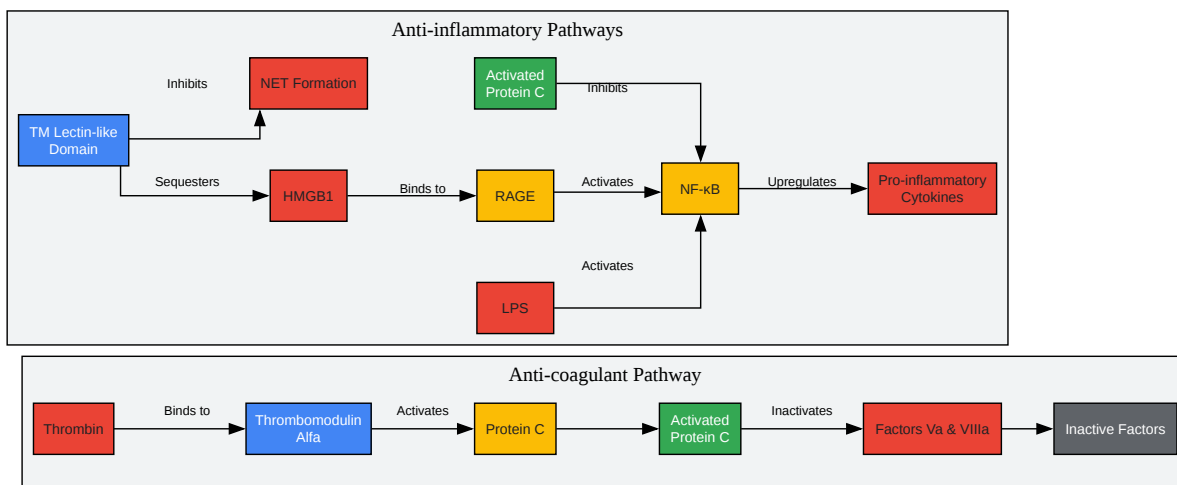 Anti-inflammatory Pathways
Inhibits
NET Formation
Activated
Protein C
Inhibits
TM Lectin-like
Domain
Sequesters
HMGB1
Binds to
RAGE
Activates
NF-κB
Upregulates
Pro-inflammatory
Cytokines
Activates
LPS
Anti-coagulant Pathway
Thrombin
Binds to
Thrombomodulin
Alfa
Activates
Protein C
Activated
Protein C
Inactivates
Factors Va & VIIIa
Inactive Factors